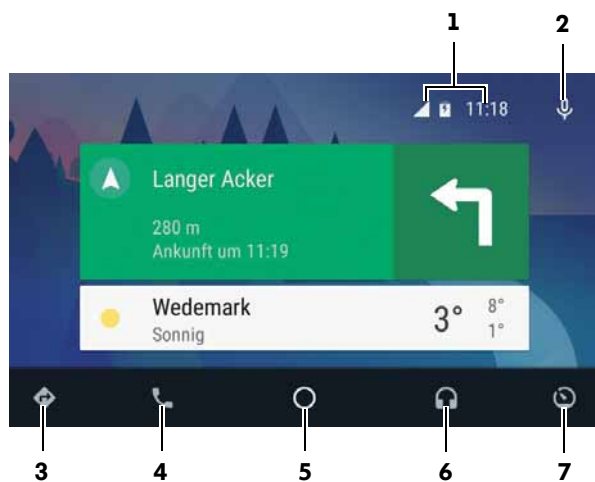 1 2
11:18
Langer Acker
280 m
Ankunft um 11:19
Wedemark 3° 8°
Sonnig 1°
3 4 5 6 7